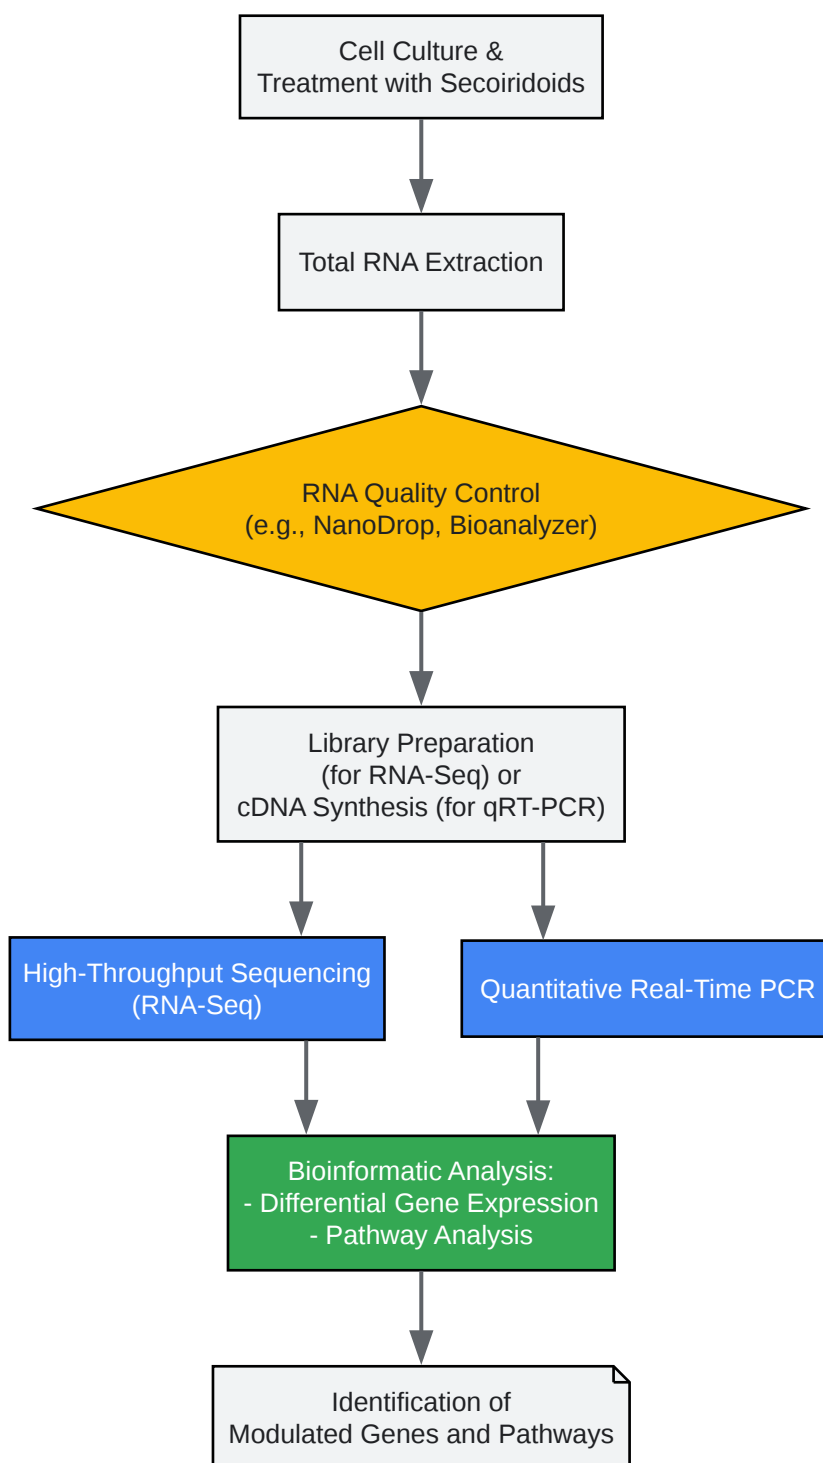 Cell Culture &
Treatment with Secoiridoids
Total RNA Extraction
RNA Quality Control
(e.g., NanoDrop, Bioanalyzer)
Library Preparation
(for RNA-Seq) or
cDNA Synthesis (for qRT-PCR)
High-Throughput Sequencing
(RNA-Seq)
Quantitative Real-Time PCR
Bioinformatic Analysis:
- Differential Gene Expression
- Pathway Analysis
Identification of
Modulated Genes and Pathways